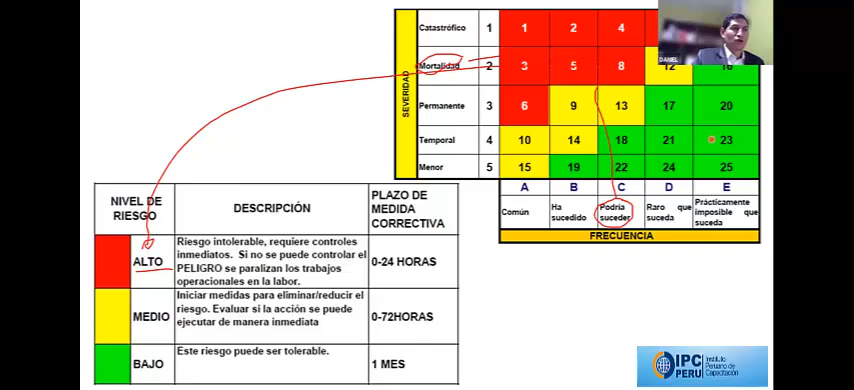 Catastrófico 1 1 2 4
DANIEL
SEVERIDAD
Mortalidad 2 3 5 8 12 16
Permanente 3 6 9 13 17 20
Temporal 4 10 14 18 21 23
Menor 5 15 19 22 24 25
A B C D E
Común
Ha sucedido
Podría suceder
Raro que suceda
Prácticamente imposible que suceda
FRECUENCIA
NIVEL DE RIESGO
DESCRIPCIÓN
PLAZO DE MEDIDA CORRECTIVA
ALTO
Riesgo intolerable, requiere controles
inmediatos. Si no se puede controlar el
PELIGRO se paralizan los trabajos
operacionales en la labor.
0-24 HORAS
MEDIO
Iniciar medidas para eliminar/reducir el
riesgo. Evaluar si la acción se puede
ejecutar de manera inmediata
0-72HORAS
BAJO
Este riesgo puede ser tolerable.
1 MES
IPC PERU
Instituto
Peruano de
Capacitación